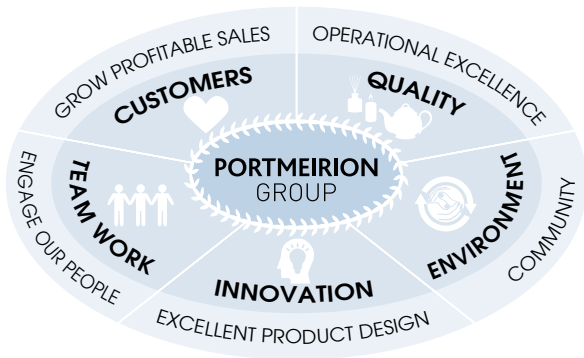 GROW PROFITABLE SALES
OPERATIONAL EXCELLENCE
CUSTOMERS
QUALITY
PORTMEIRION
GROUP
ENGAGE OUR PEOPLE
TEAM WORK
ENVIRONMENT
COMMUNITY
INNOVATION
EXCELLENT PRODUCT DESIGN